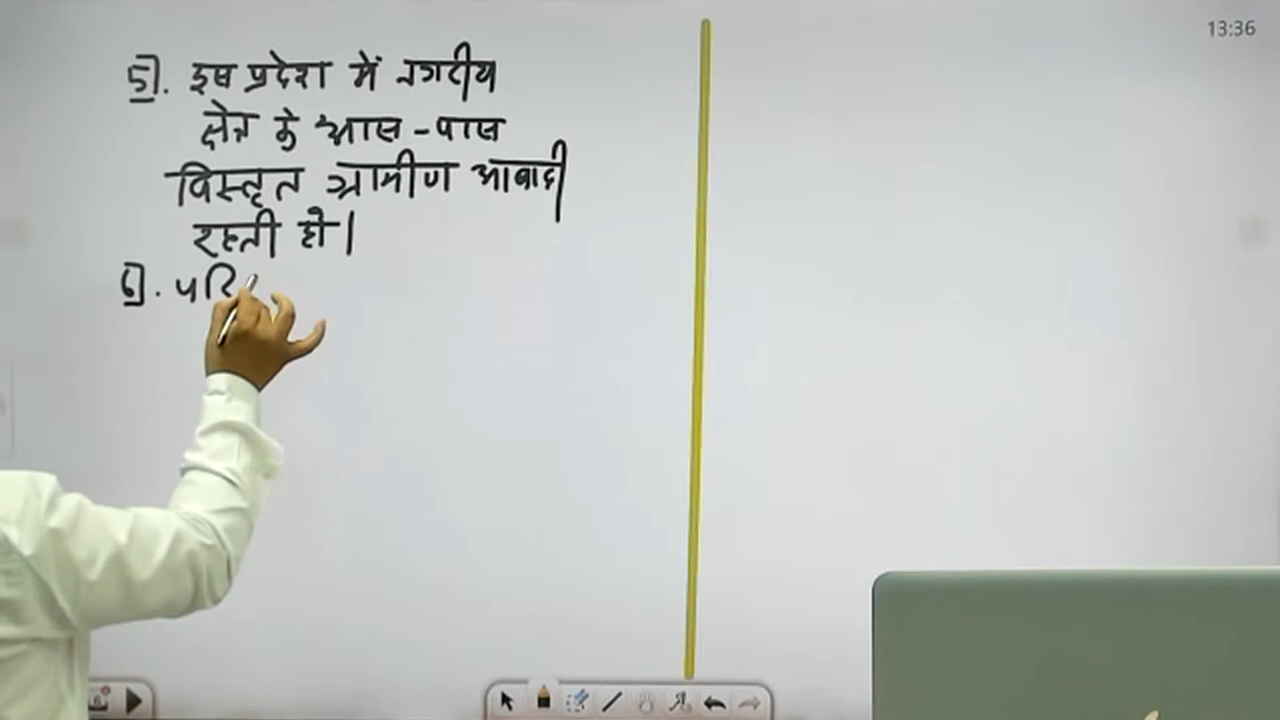 13:36
5]. इस प्रदेश में नगरीय
क्षेत्र के आस-पास
विस्तृत ग्रामीण आबादी
रहती हो।
6]. परि